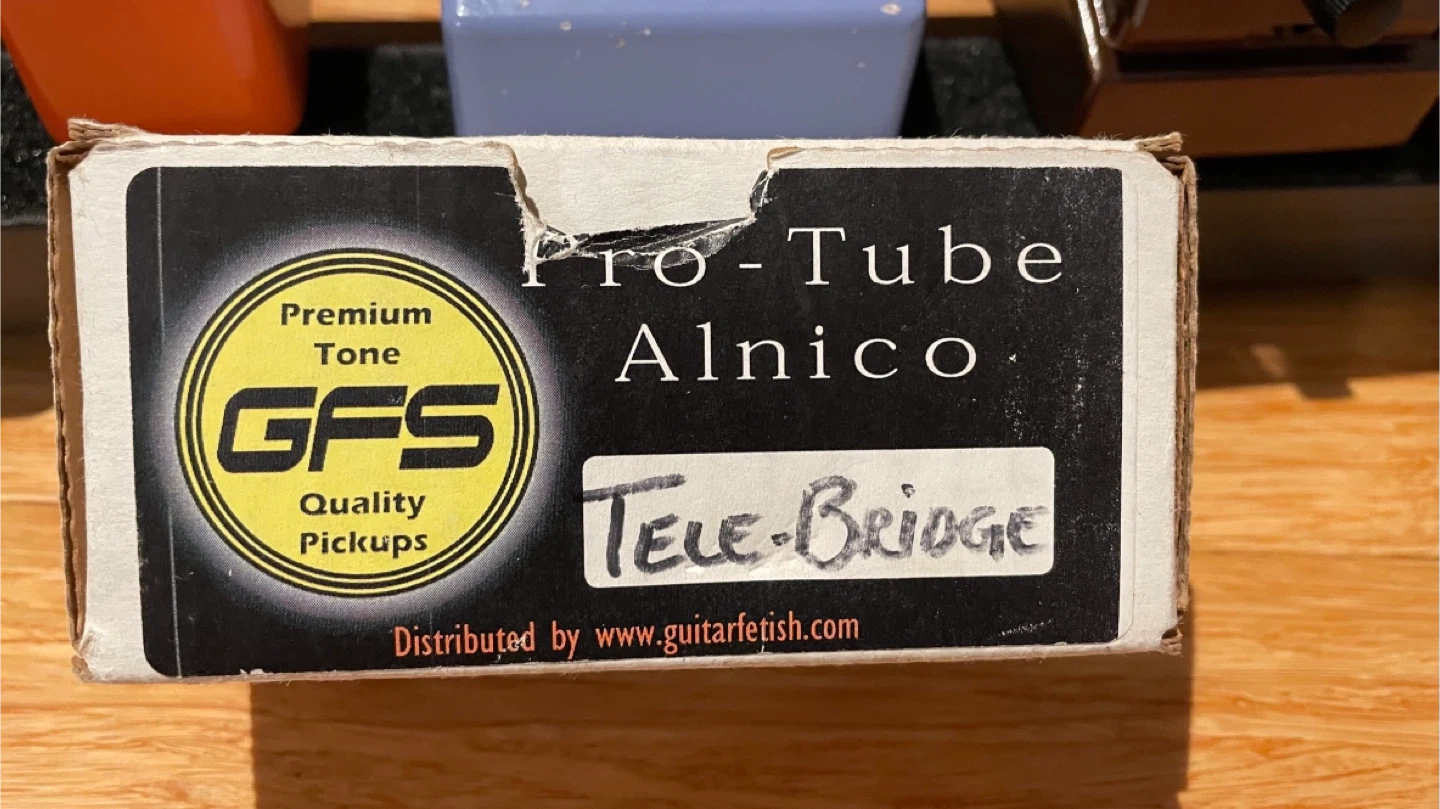 Premium
Tone
GFS
Quality
Pickups
Pro-Tube
Alnico
TELE-BRIDGE
Distributed by www.guitarfetish.com